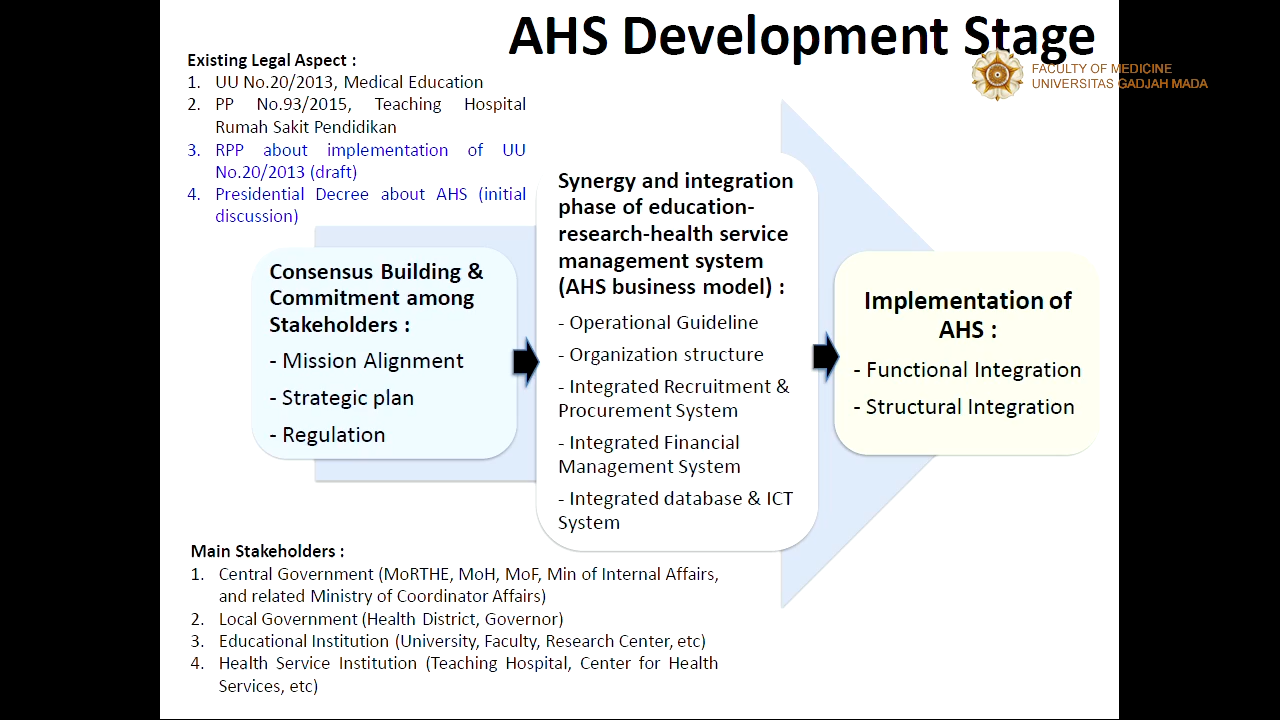 AHS Development Stage
FACULTY OF MEDICINE
UNIVERSITAS GADJAH MADA
Existing Legal Aspect :
1. UU No.20/2013, Medical Education
2. PP No.93/2015, Teaching Hospital
Rumah Sakit Pendidikan
3. RPP about implementation of UU
No.20/2013 (draft)
4. Presidential Decree about AHS (initial
discussion)
Consensus Building &
Commitment among
Stakeholders :
- Mission Alignment
- Strategic plan
- Regulation
Synergy and integration
phase of education-
research-health service
management system
(AHS business model) :
- Operational Guideline
- Organization structure
- Integrated Recruitment &
Procurement System
- Integrated Financial
Management System
- Integrated database & ICT
System
Implementation of
AHS :
- Functional Integration
- Structural Integration
Main Stakeholders :
1. Central Government (MoRTHE, MoH, MoF, Min of Internal Affairs,
and related Ministry of Coordinator Affairs)
2. Local Government (Health District, Governor)
3. Educational Institution (University, Faculty, Research Center, etc)
4. Health Service Institution (Teaching Hospital, Center for Health
Services, etc)